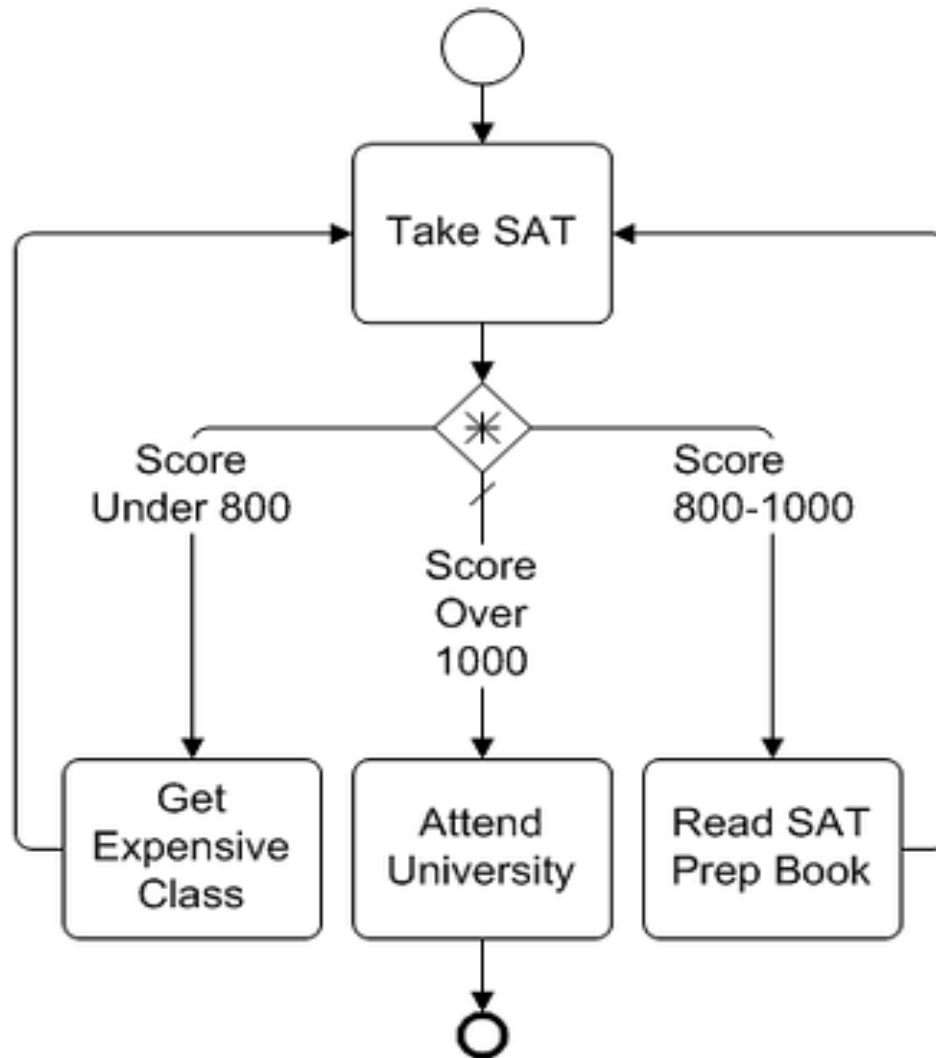 Take SAT
Score
Under 800
Score
800-1000
Score
Over
1000
Get
Expensive
Class
Attend
University
Read SAT
Prep Book